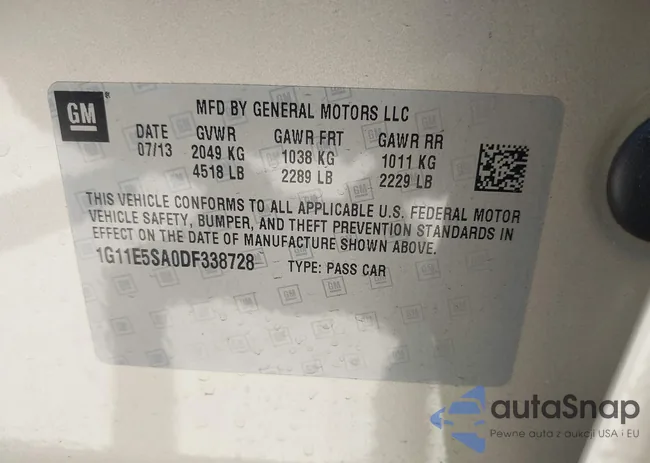 GM®
MFD BY GENERAL MOTORS LLC
DATE GVWR GAWR FRT GAWR RR
07/13 2049 KG 1038 KG 1011 KG
4518 LB 2289 LB 2229 LB
THIS VEHICLE CONFORMS TO ALL APPLICABLE U.S. FEDERAL MOTOR
VEHICLE SAFETY, BUMPER, AND THEFT PREVENTION STANDARDS IN
EFFECT ON THE DATE OF MANUFACTURE SHOWN ABOVE.
1G11E5SA0DF338728 TYPE: PASS CAR
autaSnap
Pewne auta z aukcji USA i EU